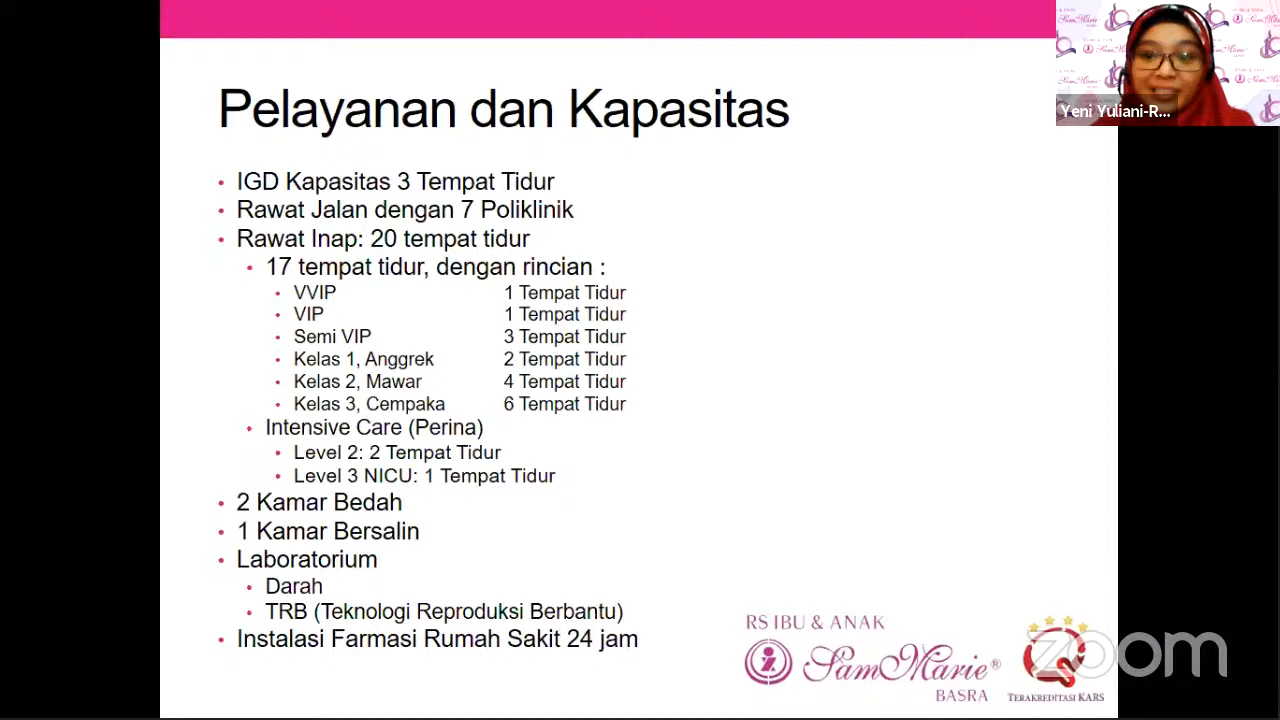 Pelayanan dan Kapasitas
• IGD Kapasitas 3 Tempat Tidur
• Rawat Jalan dengan 7 Poliklinik
• Rawat Inap: 20 tempat tidur
• 17 tempat tidur, dengan rincian :
• VVIP 1 Tempat Tidur
• VIP 1 Tempat Tidur
• Semi VIP 3 Tempat Tidur
• Kelas 1, Anggrek 2 Tempat Tidur
• Kelas 2, Mawar 4 Tempat Tidur
• Kelas 3, Cempaka 6 Tempat Tidur
• Intensive Care (Perina)
• Level 2: 2 Tempat Tidur
• Level 3 NICU: 1 Tempat Tidur
• 2 Kamar Bedah
• 1 Kamar Bersalin
• Laboratorium
• Darah
• TRB (Teknologi Reproduksi Berbantu)
• Instalasi Farmasi Rumah Sakit 24 jam
RS IBU & ANAK
SamMarie®
BASRA
TERAKREDITASI KARS
zoom
Yeni Yuliani-R...